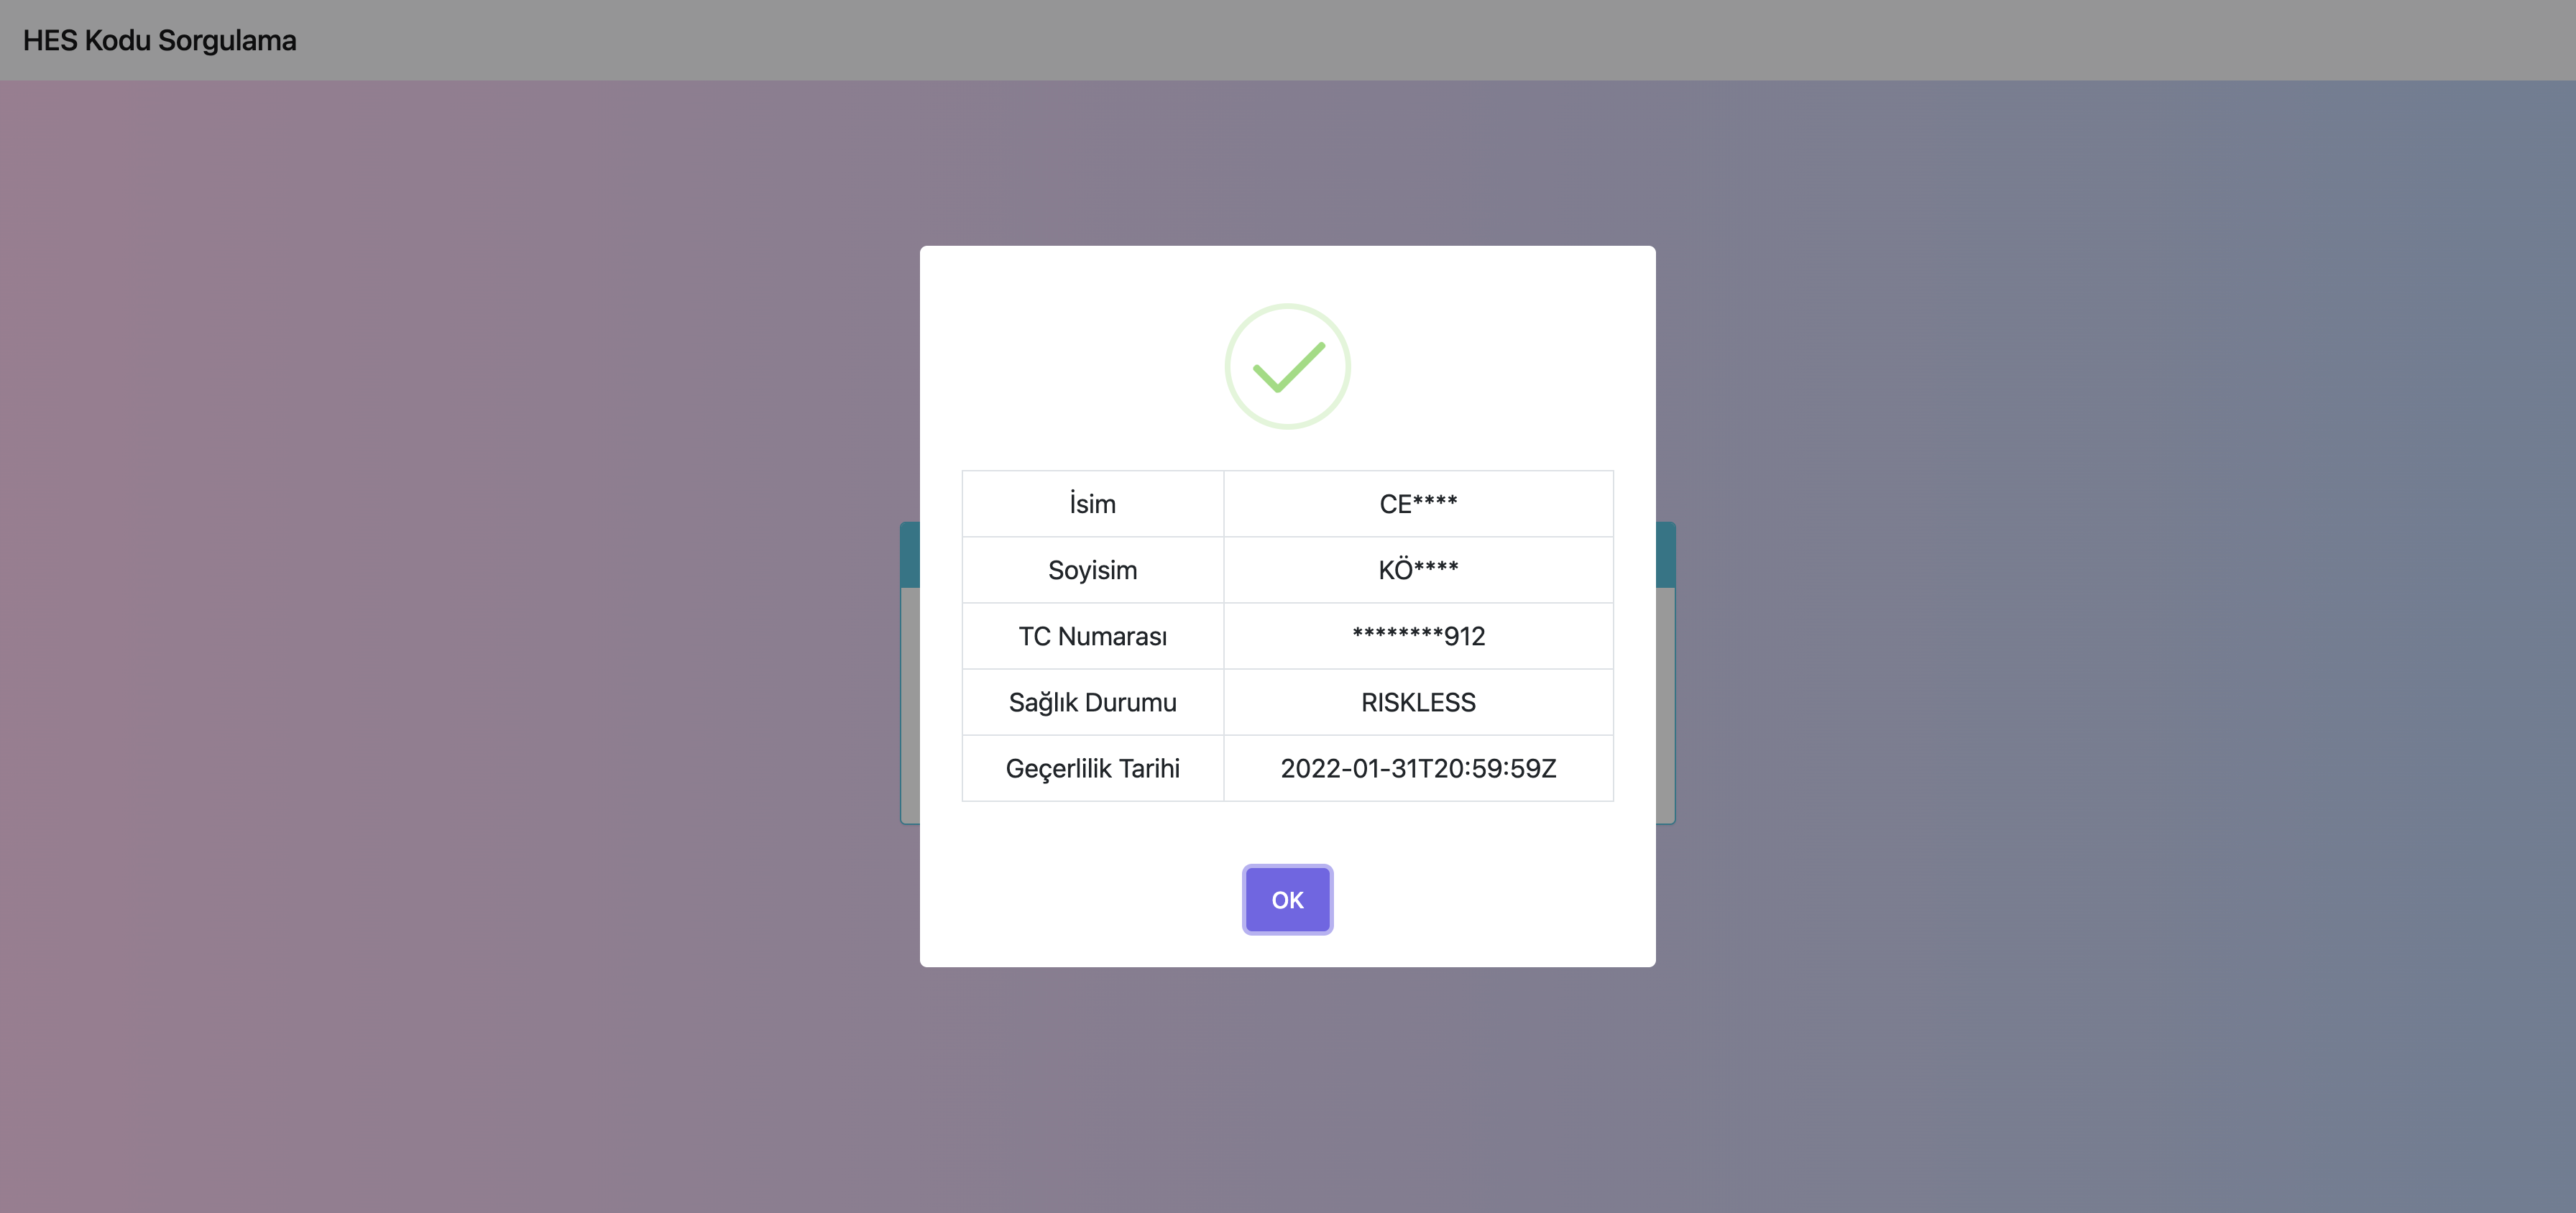 HES Kodu Sorgulama
İsim CE****
Soyisim KÖ****
TC Numarası ********912
Sağlık Durumu RISKLESS
Geçerlilik Tarihi 2022-01-31T20:59:59Z
OK